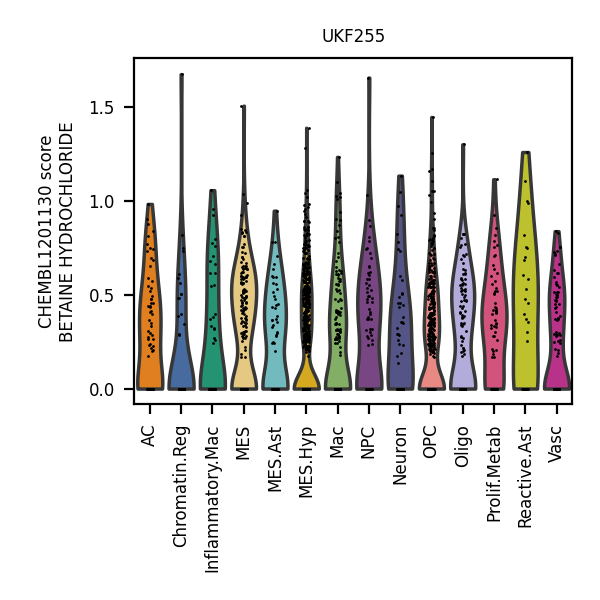 UKF255
CHEMBL1201130 score
BETAINE HYDROCHLORIDE
1.5
1.0
0.5
0.0
AC
Chromatin.Reg
Inflammatory.Mac
MES
MES.Ast
MES.Hyp
Mac
NPC
Neuron
OPC
Oligo
Prolif.Metab
Reactive.Ast
Vasc